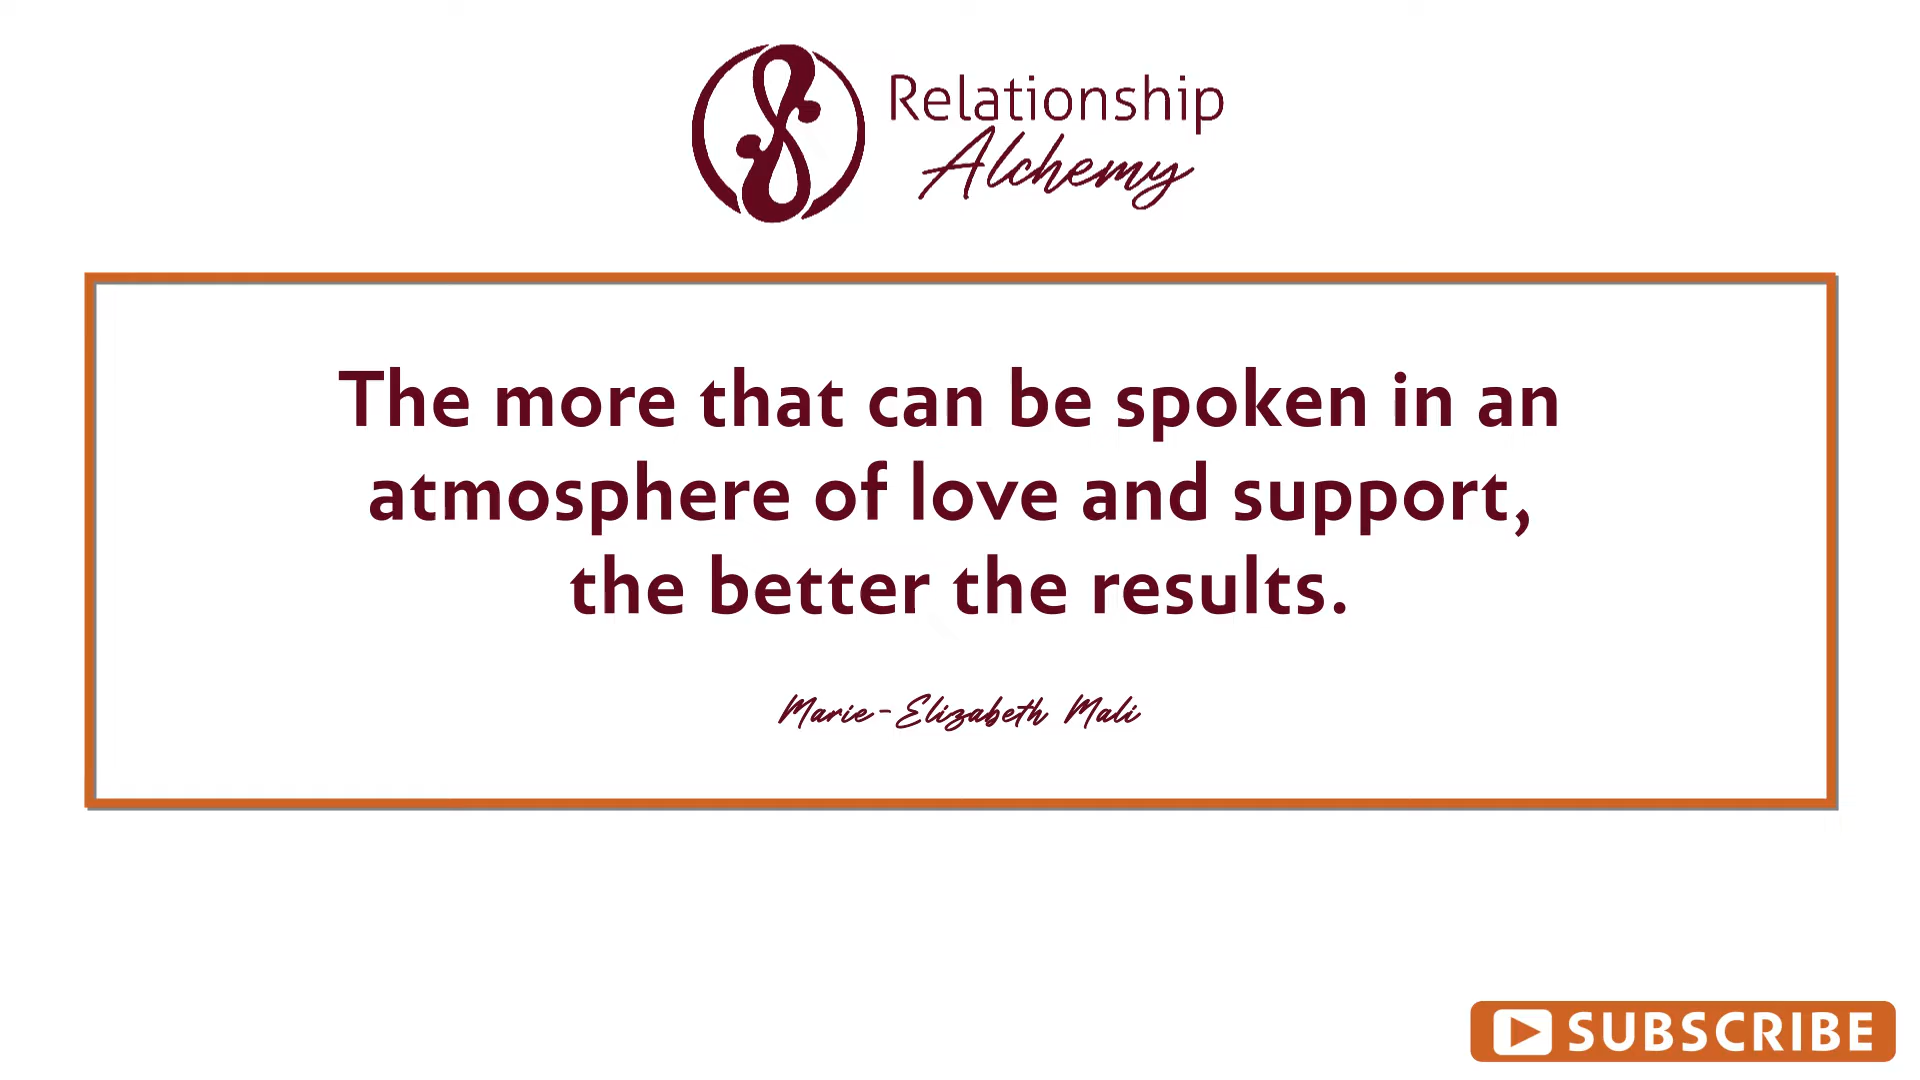 Relationship
Alchemy
The more that can be spoken in an
atmosphere of love and support,
the better the results.
Marie-Elizabeth Mali
SUBSCRIBE